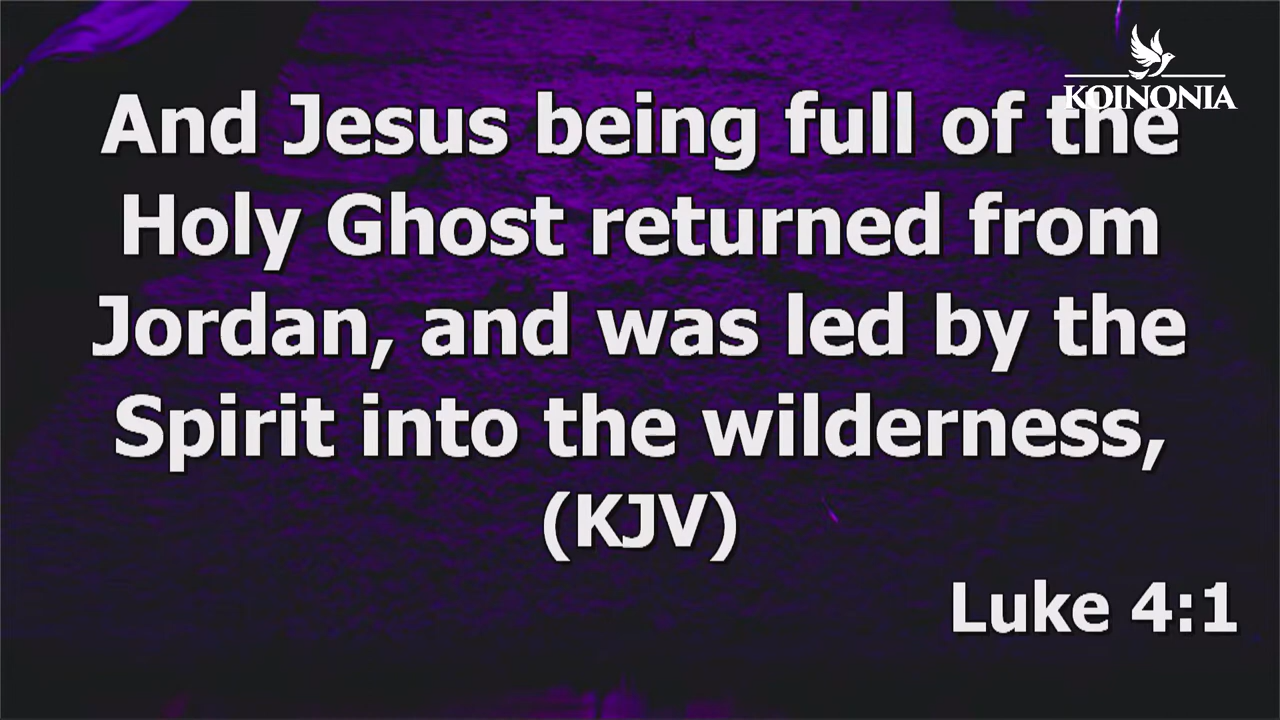 KOINONIA
And Jesus being full of the
Holy Ghost returned from
Jordan, and was led by the
Spirit into the wilderness,
(KJV)
Luke 4:1